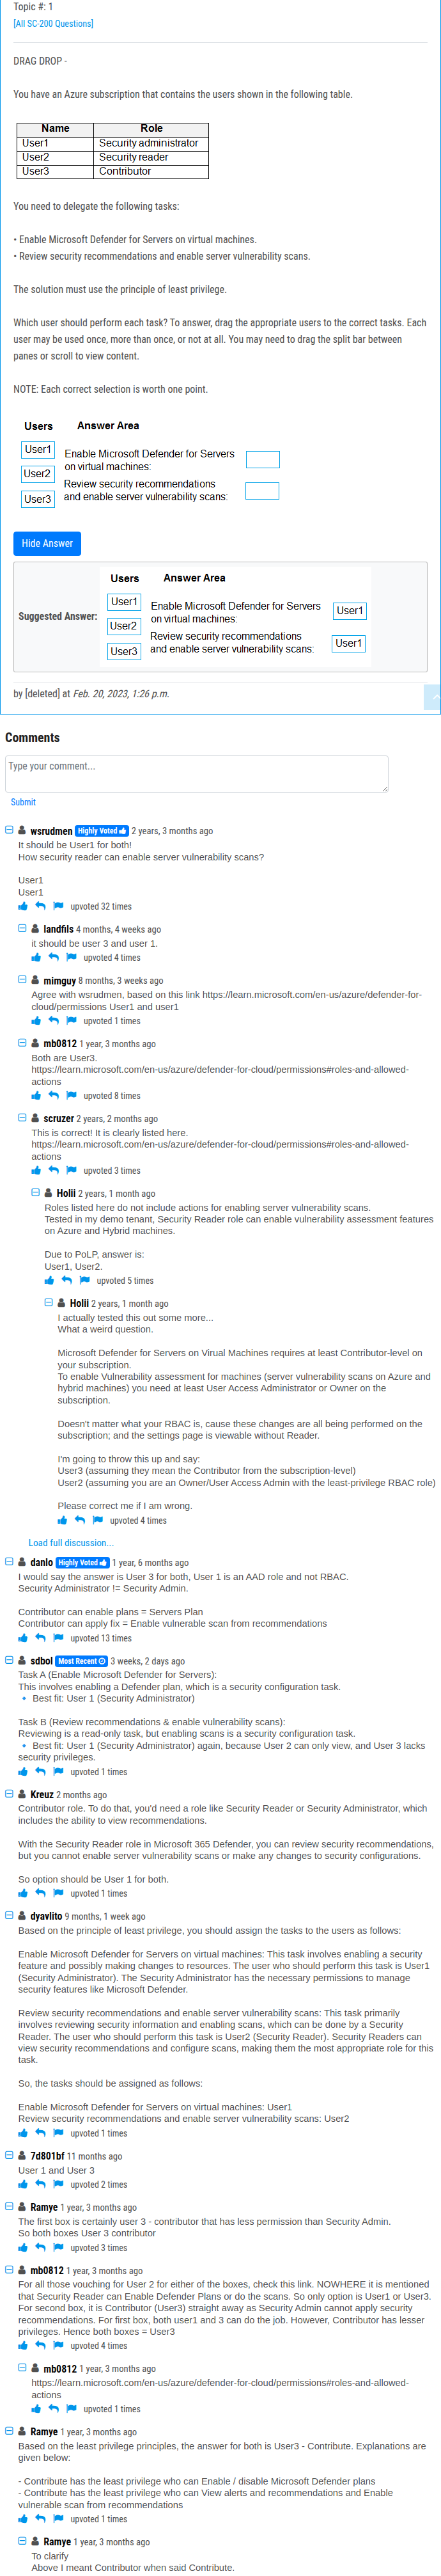 Topic #: 1
[All SC-200 Questions]
DRAG DROP -
You have an Azure subscription that contains the users shown in the following table.
Name Role
User1 Security administrator
User2 Security reader
User3 Contributor
You need to delegate the following tasks:
• Enable Microsoft Defender for Servers on virtual machines.
• Review security recommendations and enable server vulnerability scans.
The solution must use the principle of least privilege.
Which user should perform each task? To answer, drag the appropriate users to the correct tasks. Each
user may be used once, more than once, or not at all. You may need to drag the split bar between
panes or scroll to view content.
NOTE: Each correct selection is worth one point.
Users Answer Area
User1
Enable Microsoft Defender for Servers
on virtual machines:
User2
Review security recommendations
and enable server vulnerability scans:
User3
Hide Answer
Suggested Answer:
Users Answer Area
User1
Enable Microsoft Defender for Servers
on virtual machines:
User1
User2
Review security recommendations
and enable server vulnerability scans:
User1
User3
by [deleted] at Feb. 20, 2023, 1:26 p.m.
Comments
Type your comment...
Submit
wsrudmen Highly Voted 2 years, 3 months ago
It should be User1 for both!
How security reader can enable server vulnerability scans?
User1
User1
upvoted 32 times
landfils 4 months, 4 weeks ago
it should be user 3 and user 1.
upvoted 4 times
mimguy 8 months, 3 weeks ago
Agree with wsrudmen, based on this link https://learn.microsoft.com/en-us/azure/defender-for-
cloud/permissions User1 and user1
upvoted 1 times
mb0812 1 year, 3 months ago
Both are User3.
https://learn.microsoft.com/en-us/azure/defender-for-cloud/permissions#roles-and-allowed-
actions
upvoted 8 times
scruzer 2 years, 2 months ago
This is correct! It is clearly listed here.
https://learn.microsoft.com/en-us/azure/defender-for-cloud/permissions#roles-and-allowed-
actions
upvoted 3 times
Holii 2 years, 1 month ago
Roles listed here do not include actions for enabling server vulnerability scans.
Tested in my demo tenant, Security Reader role can enable vulnerability assessment features
on Azure and Hybrid machines.
Due to PoLP, answer is:
User1, User2.
upvoted 5 times
Holii 2 years, 1 month ago
I actually tested this out some more...
What a weird question.
Microsoft Defender for Servers on Virual Machines requires at least Contributor-level on
your subscription.
To enable Vulnerability assessment for machines (server vulnerability scans on Azure and
hybrid machines) you need at least User Access Administrator or Owner on the
subscription.
Doesn't matter what your RBAC is, cause these changes are all being performed on the
subscription; and the settings page is viewable without Reader.
I'm going to throw this up and say:
User3 (assuming they mean the Contributor from the subscription-level)
User2 (assuming you are an Owner/User Access Admin with the least-privilege RBAC role)
Please correct me if I am wrong.
upvoted 4 times
Load full discussion...
danlo Highly Voted 1 year, 6 months ago
I would say the answer is User 3 for both, User 1 is an AAD role and not RBAC.
Security Administrator != Security Admin.
Contributor can enable plans = Servers Plan
Contributor can apply fix = Enable vulnerable scan from recommendations
upvoted 13 times
sdbol Most Recent 3 weeks, 2 days ago
Task A (Enable Microsoft Defender for Servers):
This involves enabling a Defender plan, which is a security configuration task.
🔹 Best fit: User 1 (Security Administrator)
Task B (Review recommendations & enable vulnerability scans):
Reviewing is a read-only task, but enabling scans is a security configuration task.
🔹 Best fit: User 1 (Security Administrator) again, because User 2 can only view, and User 3 lacks
security privileges.
upvoted 1 times
Kreuz 2 months ago
Contributor role. To do that, you'd need a role like Security Reader or Security Administrator, which
includes the ability to view recommendations.
With the Security Reader role in Microsoft 365 Defender, you can review security recommendations,
but you cannot enable server vulnerability scans or make any changes to security configurations.
So option should be User 1 for both.
upvoted 1 times
dyavlito 9 months, 1 week ago
Based on the principle of least privilege, you should assign the tasks to the users as follows:
Enable Microsoft Defender for Servers on virtual machines: This task involves enabling a security
feature and possibly making changes to resources. The user who should perform this task is User1
(Security Administrator). The Security Administrator has the necessary permissions to manage
security features like Microsoft Defender.
Review security recommendations and enable server vulnerability scans: This task primarily
involves reviewing security information and enabling scans, which can be done by a Security
Reader. The user who should perform this task is User2 (Security Reader). Security Readers can
view security recommendations and configure scans, making them the most appropriate role for this
task.
So, the tasks should be assigned as follows:
Enable Microsoft Defender for Servers on virtual machines: User1
Review security recommendations and enable server vulnerability scans: User2
upvoted 1 times
7d801bf 11 months ago
User 1 and User 3
upvoted 2 times
Ramye 1 year, 3 months ago
The first box is certainly user 3 - contributor that has less permission than Security Admin.
So both boxes User 3 contributor
upvoted 3 times
mb0812 1 year, 3 months ago
For all those vouching for User 2 for either of the boxes, check this link. NOWHERE it is mentioned
that Security Reader can Enable Defender Plans or do the scans. So only option is User1 or User3.
For second box, it is Contributor (User3) straight away as Security Admin cannot apply security
recommendations. For first box, both user1 and 3 can do the job. However, Contributor has lesser
privileges. Hence both boxes = User3
upvoted 4 times
mb0812 1 year, 3 months ago
https://learn.microsoft.com/en-us/azure/defender-for-cloud/permissions#roles-and-allowed-
actions
upvoted 1 times
Ramye 1 year, 3 months ago
Based on the least privilege principles, the answer for both is User3 - Contribute. Explanations are
given below:
- Contribute has the least privilege who can Enable / disable Microsoft Defender plans
- Contribute has the least privilege who can View alerts and recommendations and Enable
vulnerable scan from recommendations
upvoted 1 times
Ramye 1 year, 3 months ago
To clarify
Above I meant Contributor when said Contribute.